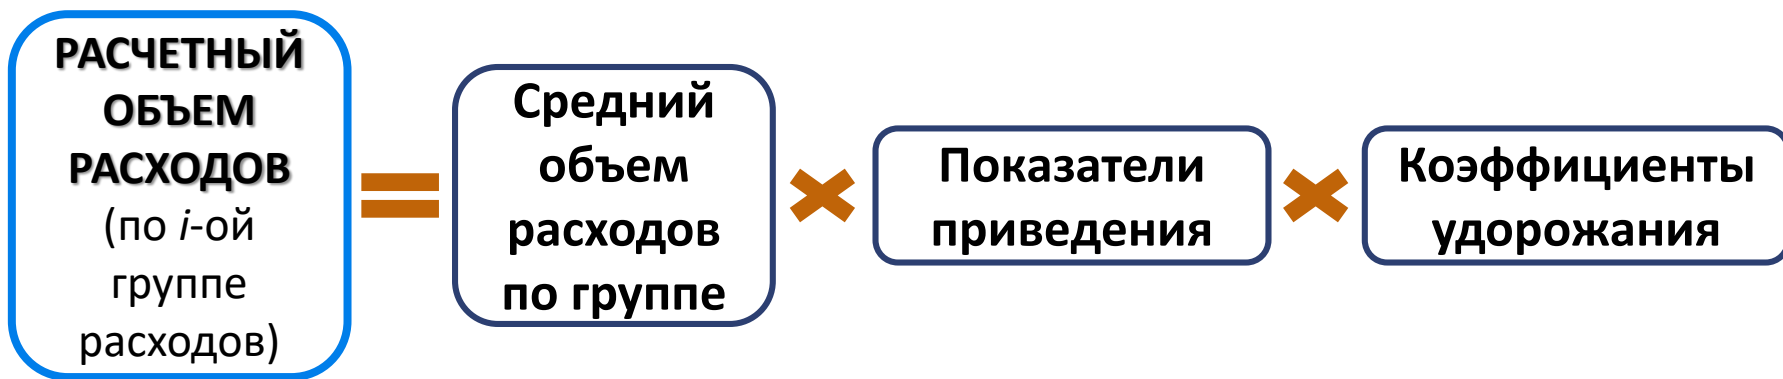 РАСЧЕТНЫЙ
ОБЪЕМ
РАСХОДОВ
(по i-ой
группе
расходов)
=
Средний
объем
расходов
по группе
×
Показатели
приведения
×
Коэффициенты
удорожания